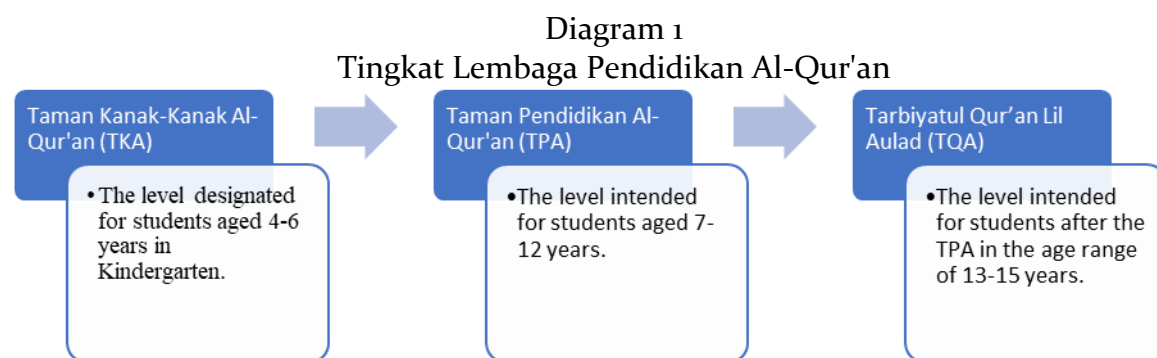 Diagram 1
Tingkat Lembaga Pendidikan Al-Qur'an
Taman Kanak-Kanak Al-
Qur'an (TKA)
•The level designated
for students aged 4-6
years in
Kindergarten.
Taman Pendidikan Al-
Qur'an (TPA)
•The level intended
for students aged 7-
12 years.
Tarbiyatul Qur’an Lil
Aulad (TQA)
•The level intended
for students after the
TPA in the age range
of 13-15 years.